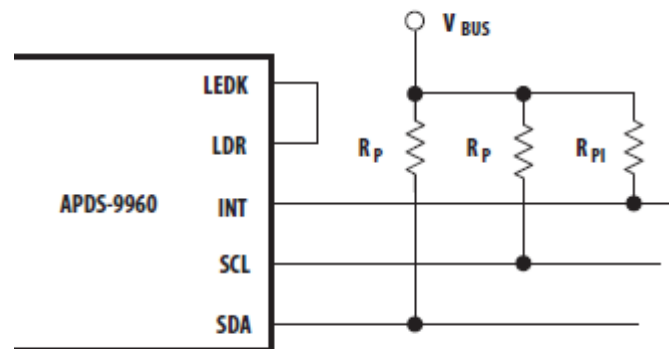 V BUS
LEDK
LDR
R P
R P
R PI
APDS-9960
INT
SCL
SDA